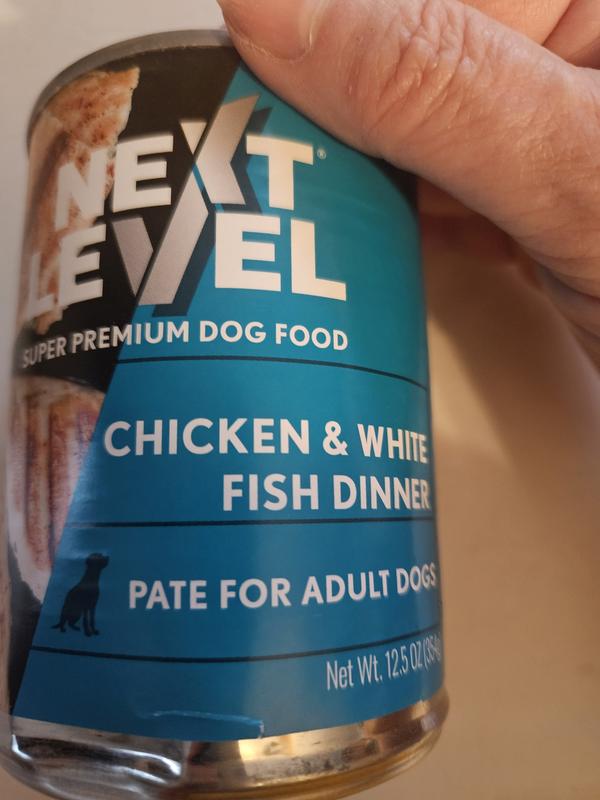 NEXT®
LEVEL
SUPER PREMIUM DOG FOOD
CHICKEN & WHITE
FISH DINNER
PATE FOR ADULT DOGS
Net Wt. 12.5 OZ